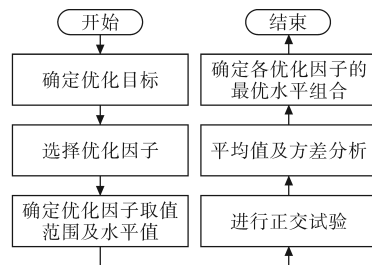 开始
确定优化目标
选择优化因子
确定优化因子取值
范围及水平值
进行正交试验
平均值及方差分析
确定各优化因子的
最优水平组合
结束